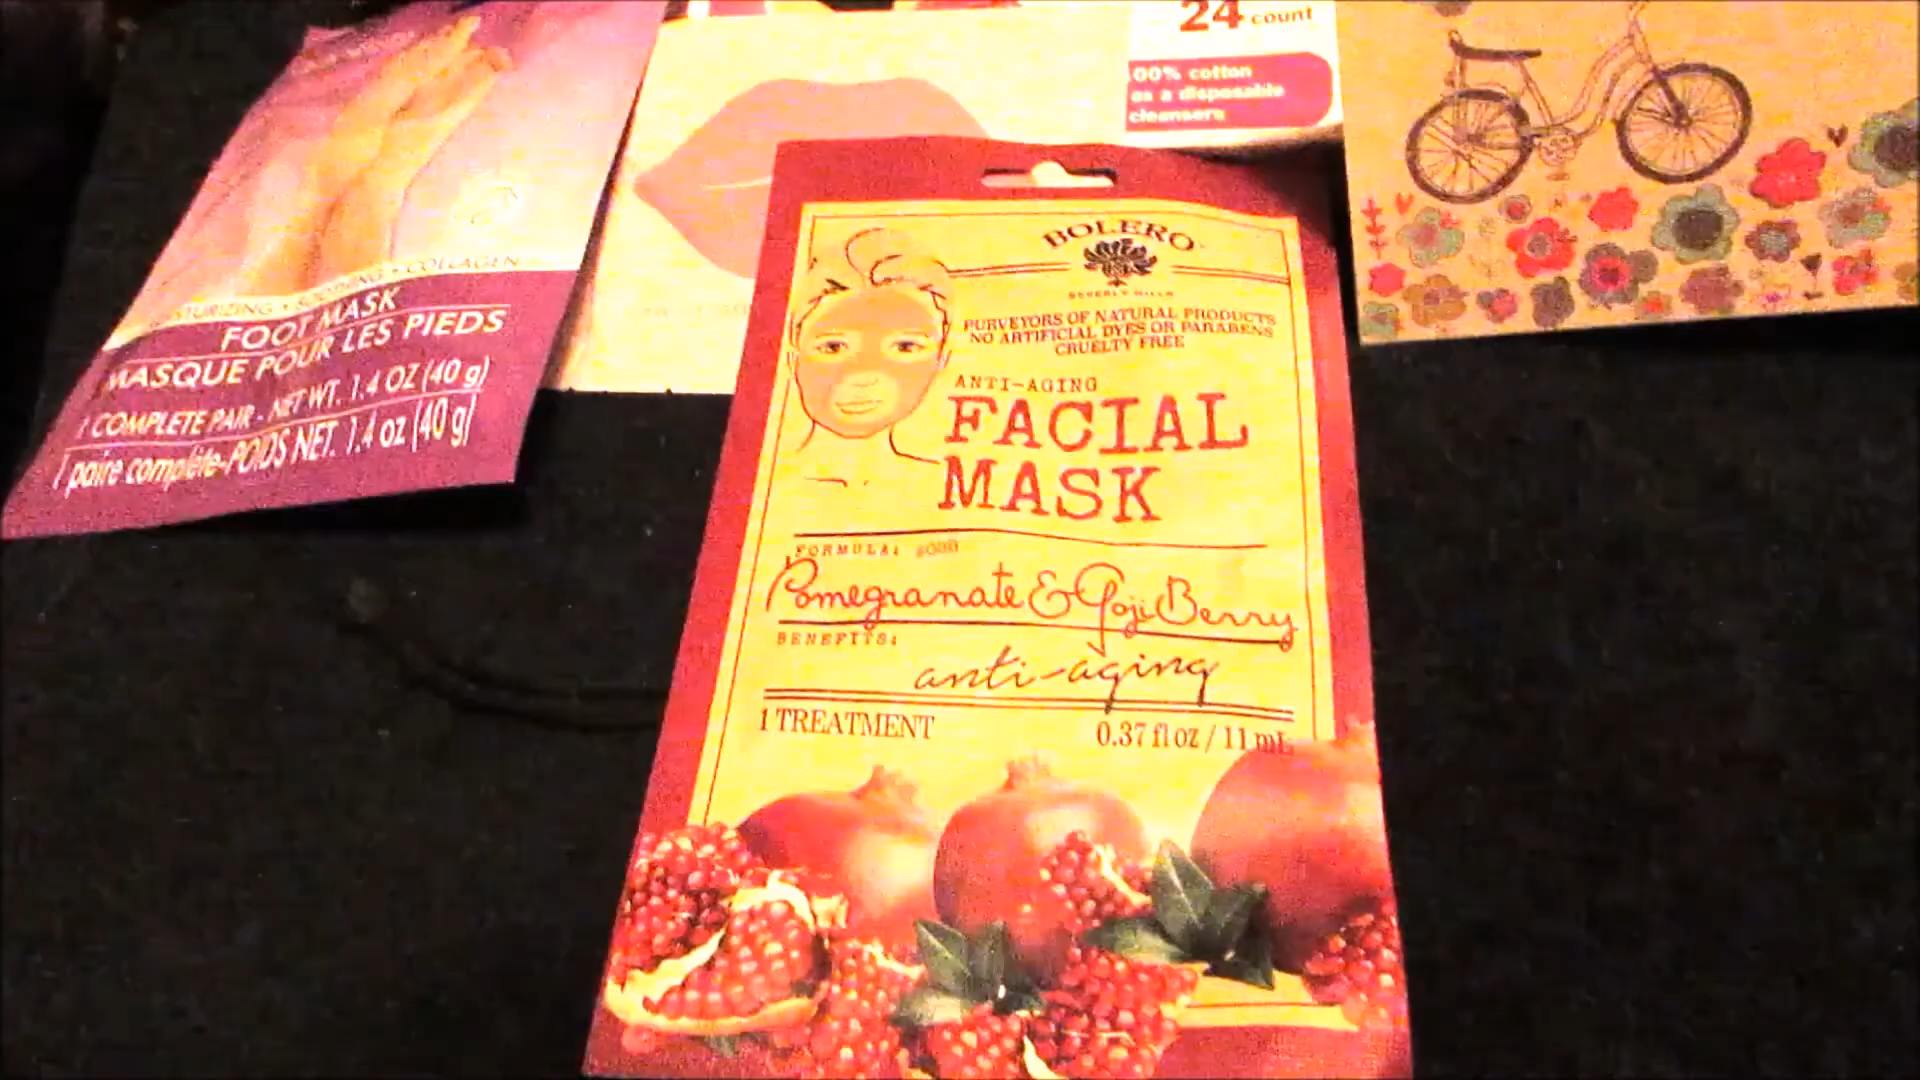 COLLAGEN
FOOT MASK
MASQUE POUR LES PIEDS
1 COMPLETE PAIR - NET WT. 1.4 OZ (40 g)
1 paire complète-POIDS NET. 1.4 oz (40 g)
24 count
100% cotton
as a disposable
cleansers
BOLERO
BEVERLY HILLS
PURVEYORS OF NATURAL PRODUCTS
NO ARTIFICIAL DYES OR PARABENS
CRUELTY FREE
ANTI-AGING
FACIAL
MASK
FORMULA:
Pomegranate & Goji Berry
BENEFITS:
anti-aging
1 TREATMENT
0.37 fl oz / 11 mL